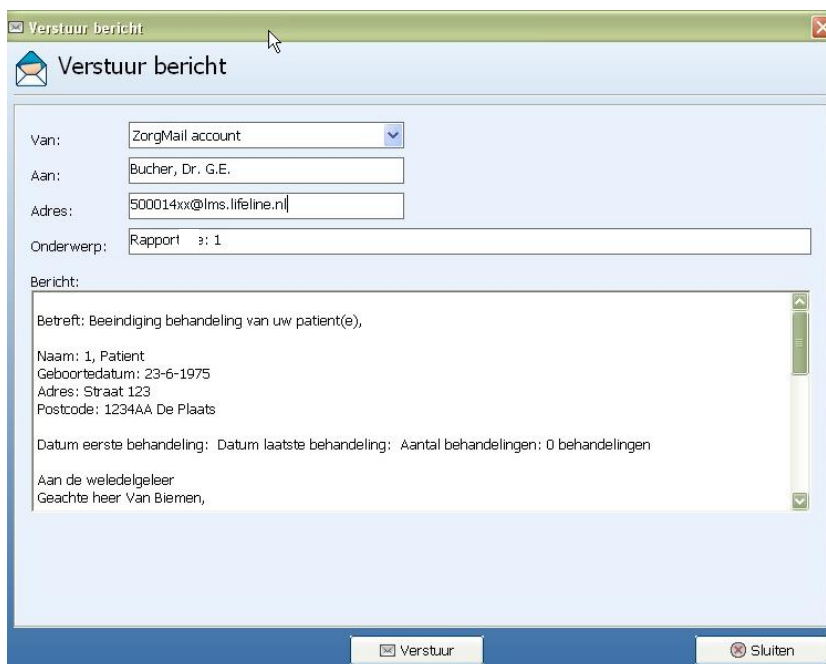 Verstuur bericht
Verstuur bericht
Van: ZorgMail account
Aan: Bucher, Dr. G.E.
Adres: 500014xx@lms.lifeline.nl
Onderwerp: Rapport e: 1
Bericht:
Betreft: Beeindiging behandeling van uw patient(e),
Naam: 1, Patient
Geboortedatum: 23-6-1975
Adres: Straat 123
Postcode: 1234AA De Plaats
Datum eerste behandeling: Datum laatste behandeling: Aantal behandelingen: 0 behandelingen
Aan de weledelgeleer
Geachte heer Van Biemen,
Verstuur Sluiten